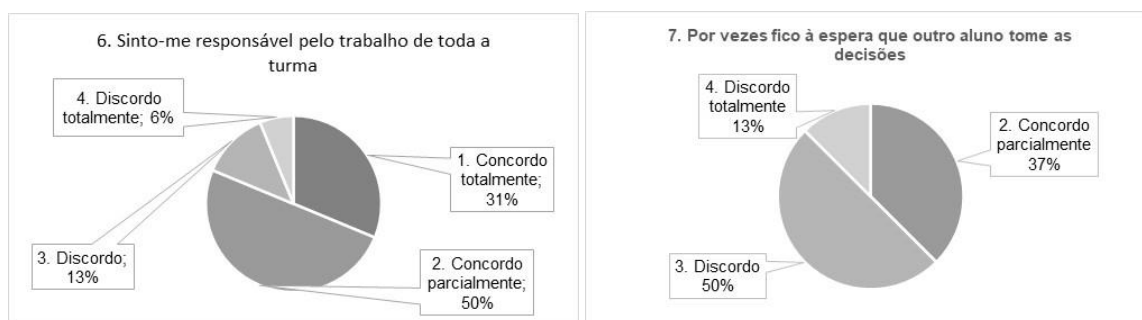 6. Sinto-me responsável pelo trabalho de toda a
turma
4. Discordo
totalmente; 6%
1. Concordo
totalmente;
31%
3. Discordo;
13%
2. Concordo
parcialmente;
50%
7. Por vezes fico à espera que outro aluno tome as
decisões
4. Discordo
totalmente
13%
2. Concordo
parcialmente
37%
3. Discordo
50%